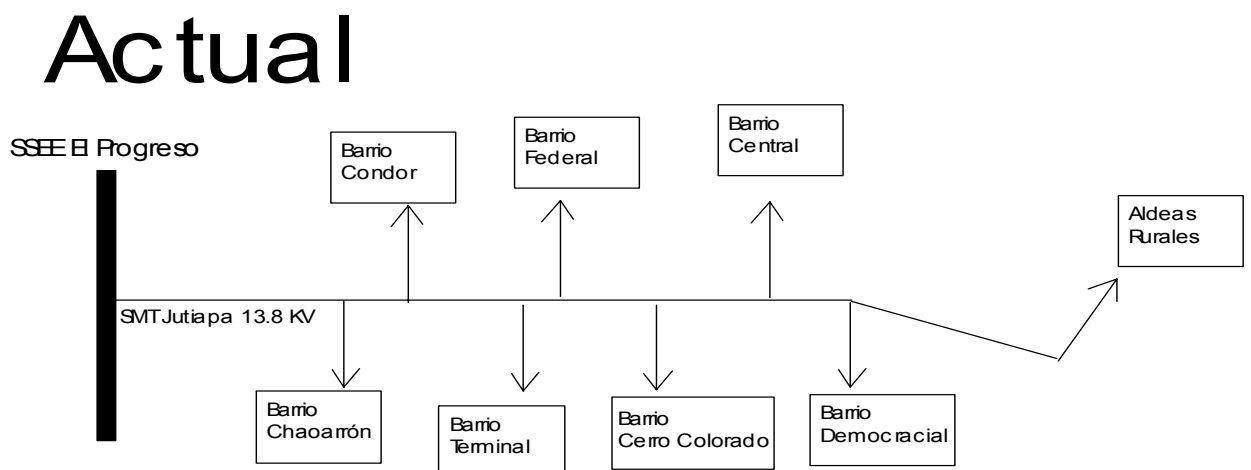 Actual
SSEE El Progreso
Barrio
Condor
Barrio
Federal
Barrio
Central
Aldeas
Rurales
SMT Jutiapa 13.8 KV
Barrio
Chaoarrón
Barrio
Terminal
Barrio
Cerro Colorado
Barrio
Democracial